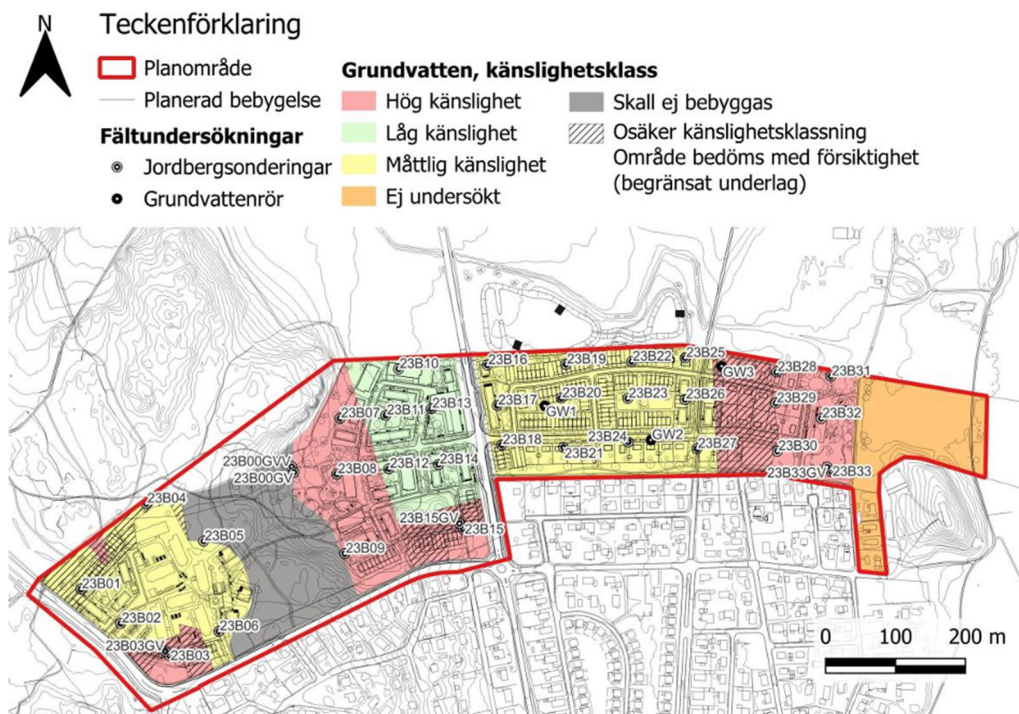 N
Teckenförklaring
Planområde
Planerad bebygelse
Fältundersökningar
Jordbergsonderingar
Grundvattenrör
Grundvatten, känslighetsklass
Hög känslighet
Låg känslighet
Måttlig känslighet
Ej undersökt
Skall ej bebyggas
Osäker känslighetsklassning
Område bedöms med försiktighet
(begränsat underlag)
23B10
23B16
23B19
23B22
23B25
GW3
23B28
23B31
23B07
23B11
23B13
23B17
23B20
GW1
23B23
23B26
23B29
23B32
23B18
23B21
23B24
GW2
23B27
23B30
23B00GVV
23B00GV
23B08
23B12
23B14
23B33GV
23B33
23B04
23B05
23B15GV
23B15
23B09
23B01
23B02
23B06
23B03GV
23B03
0 100 200 m